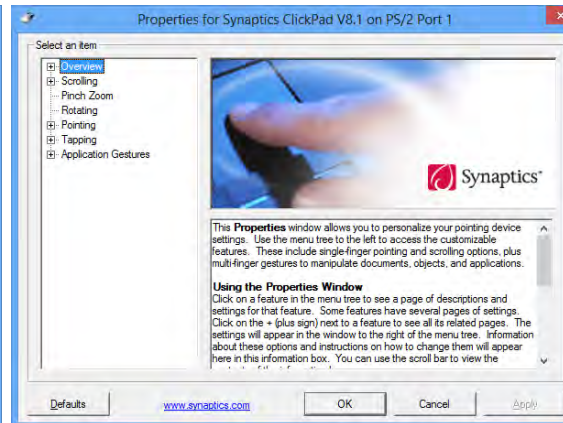 Properties for Synaptics ClickPad V8.1 on PS/2 Port 1
Select an item
Overview
Scrolling
Pinch Zoom
Rotating
Pointing
Tapping
Application Gestures
Synaptics
This Properties window allows you to personalize your pointing device
settings. Use the menu tree to the left to access the customizable
features. These include single-finger pointing and scrolling options, plus
multi-finger gestures to manipulate documents, objects, and applications.
Using the Properties Window
Click on a feature in the menu tree to see a page of descriptions and
settings for that feature. Some features have several pages of settings.
Click on the + (plus sign) next to a feature to see all its related pages. The
settings will appear in the window to the right of the menu tree. Information
about these options and instructions on how to change them will appear
here in this information box. You can use the scroll bar to view the
Defaults
www.synaptics.com
OK
Cancel
Apply